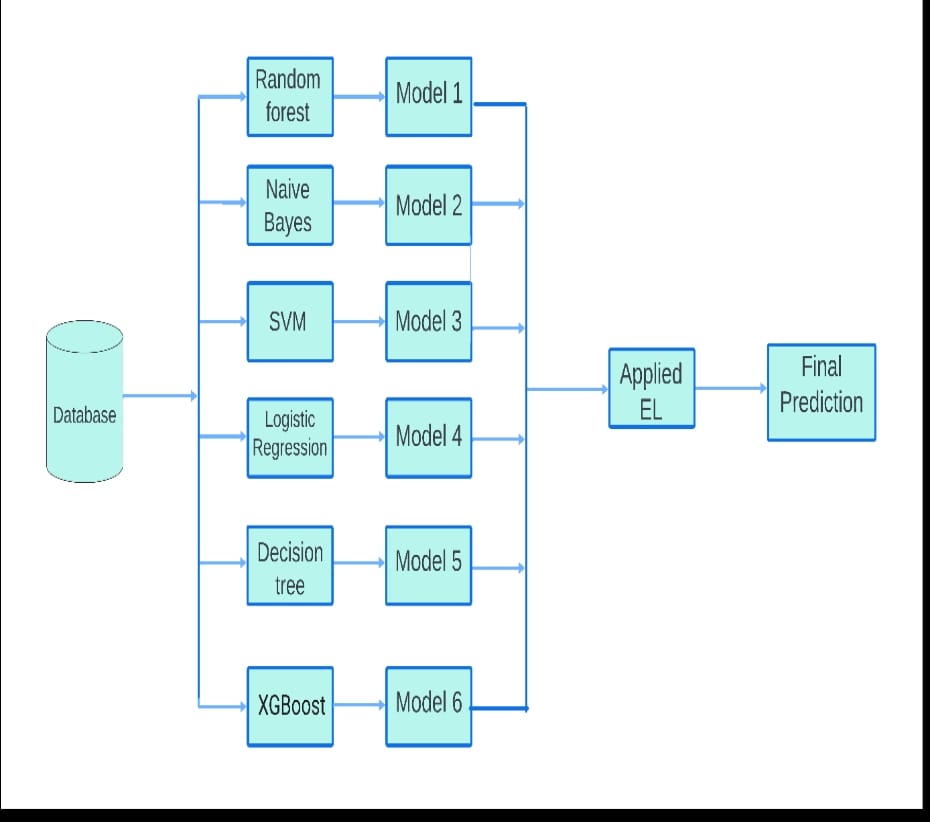 Database
Random
forest
Model 1
Naive
Bayes
Model 2
SVM
Model 3
Logistic
Regression
Model 4
Decision
tree
Model 5
XGBoost
Model 6
Applied
EL
Final
Prediction